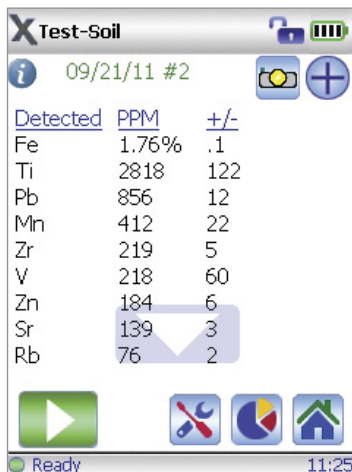 X Test-Soil
09/21/11 #2
Detected PPM +/-
Fe 1.76% .1
Ti 2818 122
Pb 856 12
Mn 412 22
Zr 219 5
V 218 60
Zn 184 6
Sr 139 3
Rb 76 2
Ready 11:25